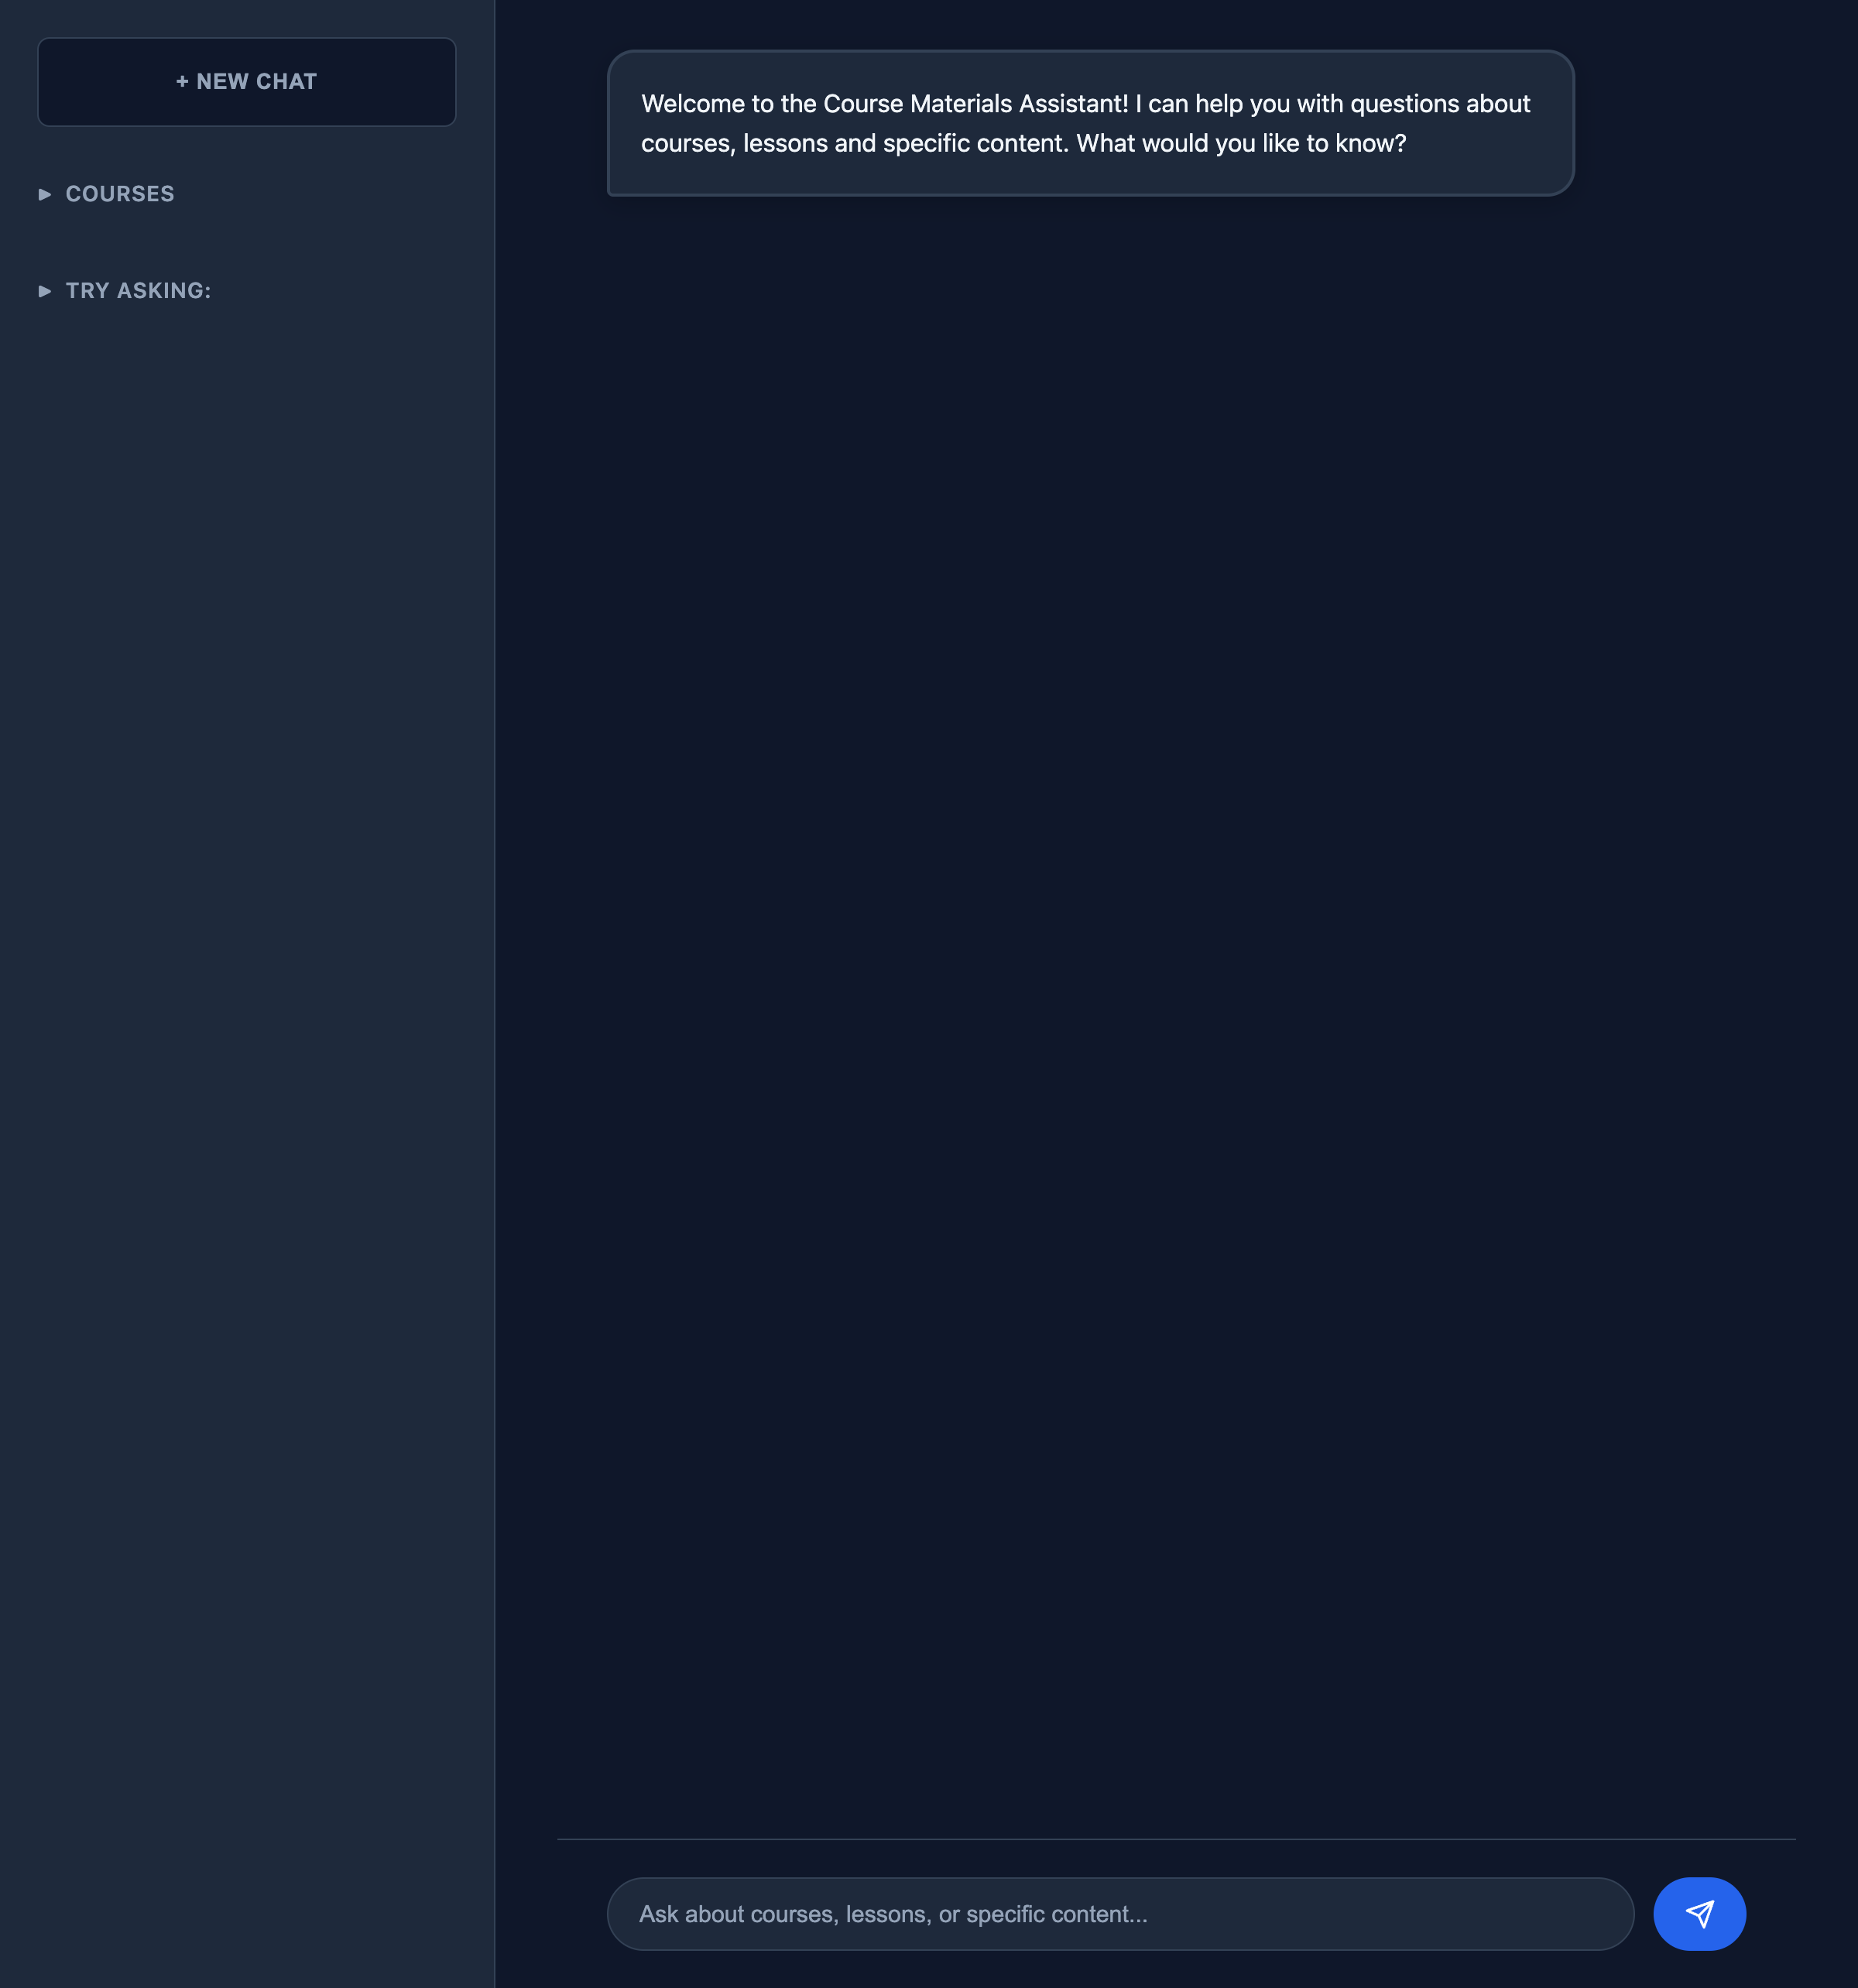 + NEW CHAT
COURSES
TRY ASKING:
Welcome to the Course Materials Assistant! I can help you with questions about
courses, lessons and specific content. What would you like to know?
Ask about courses, lessons, or specific content...